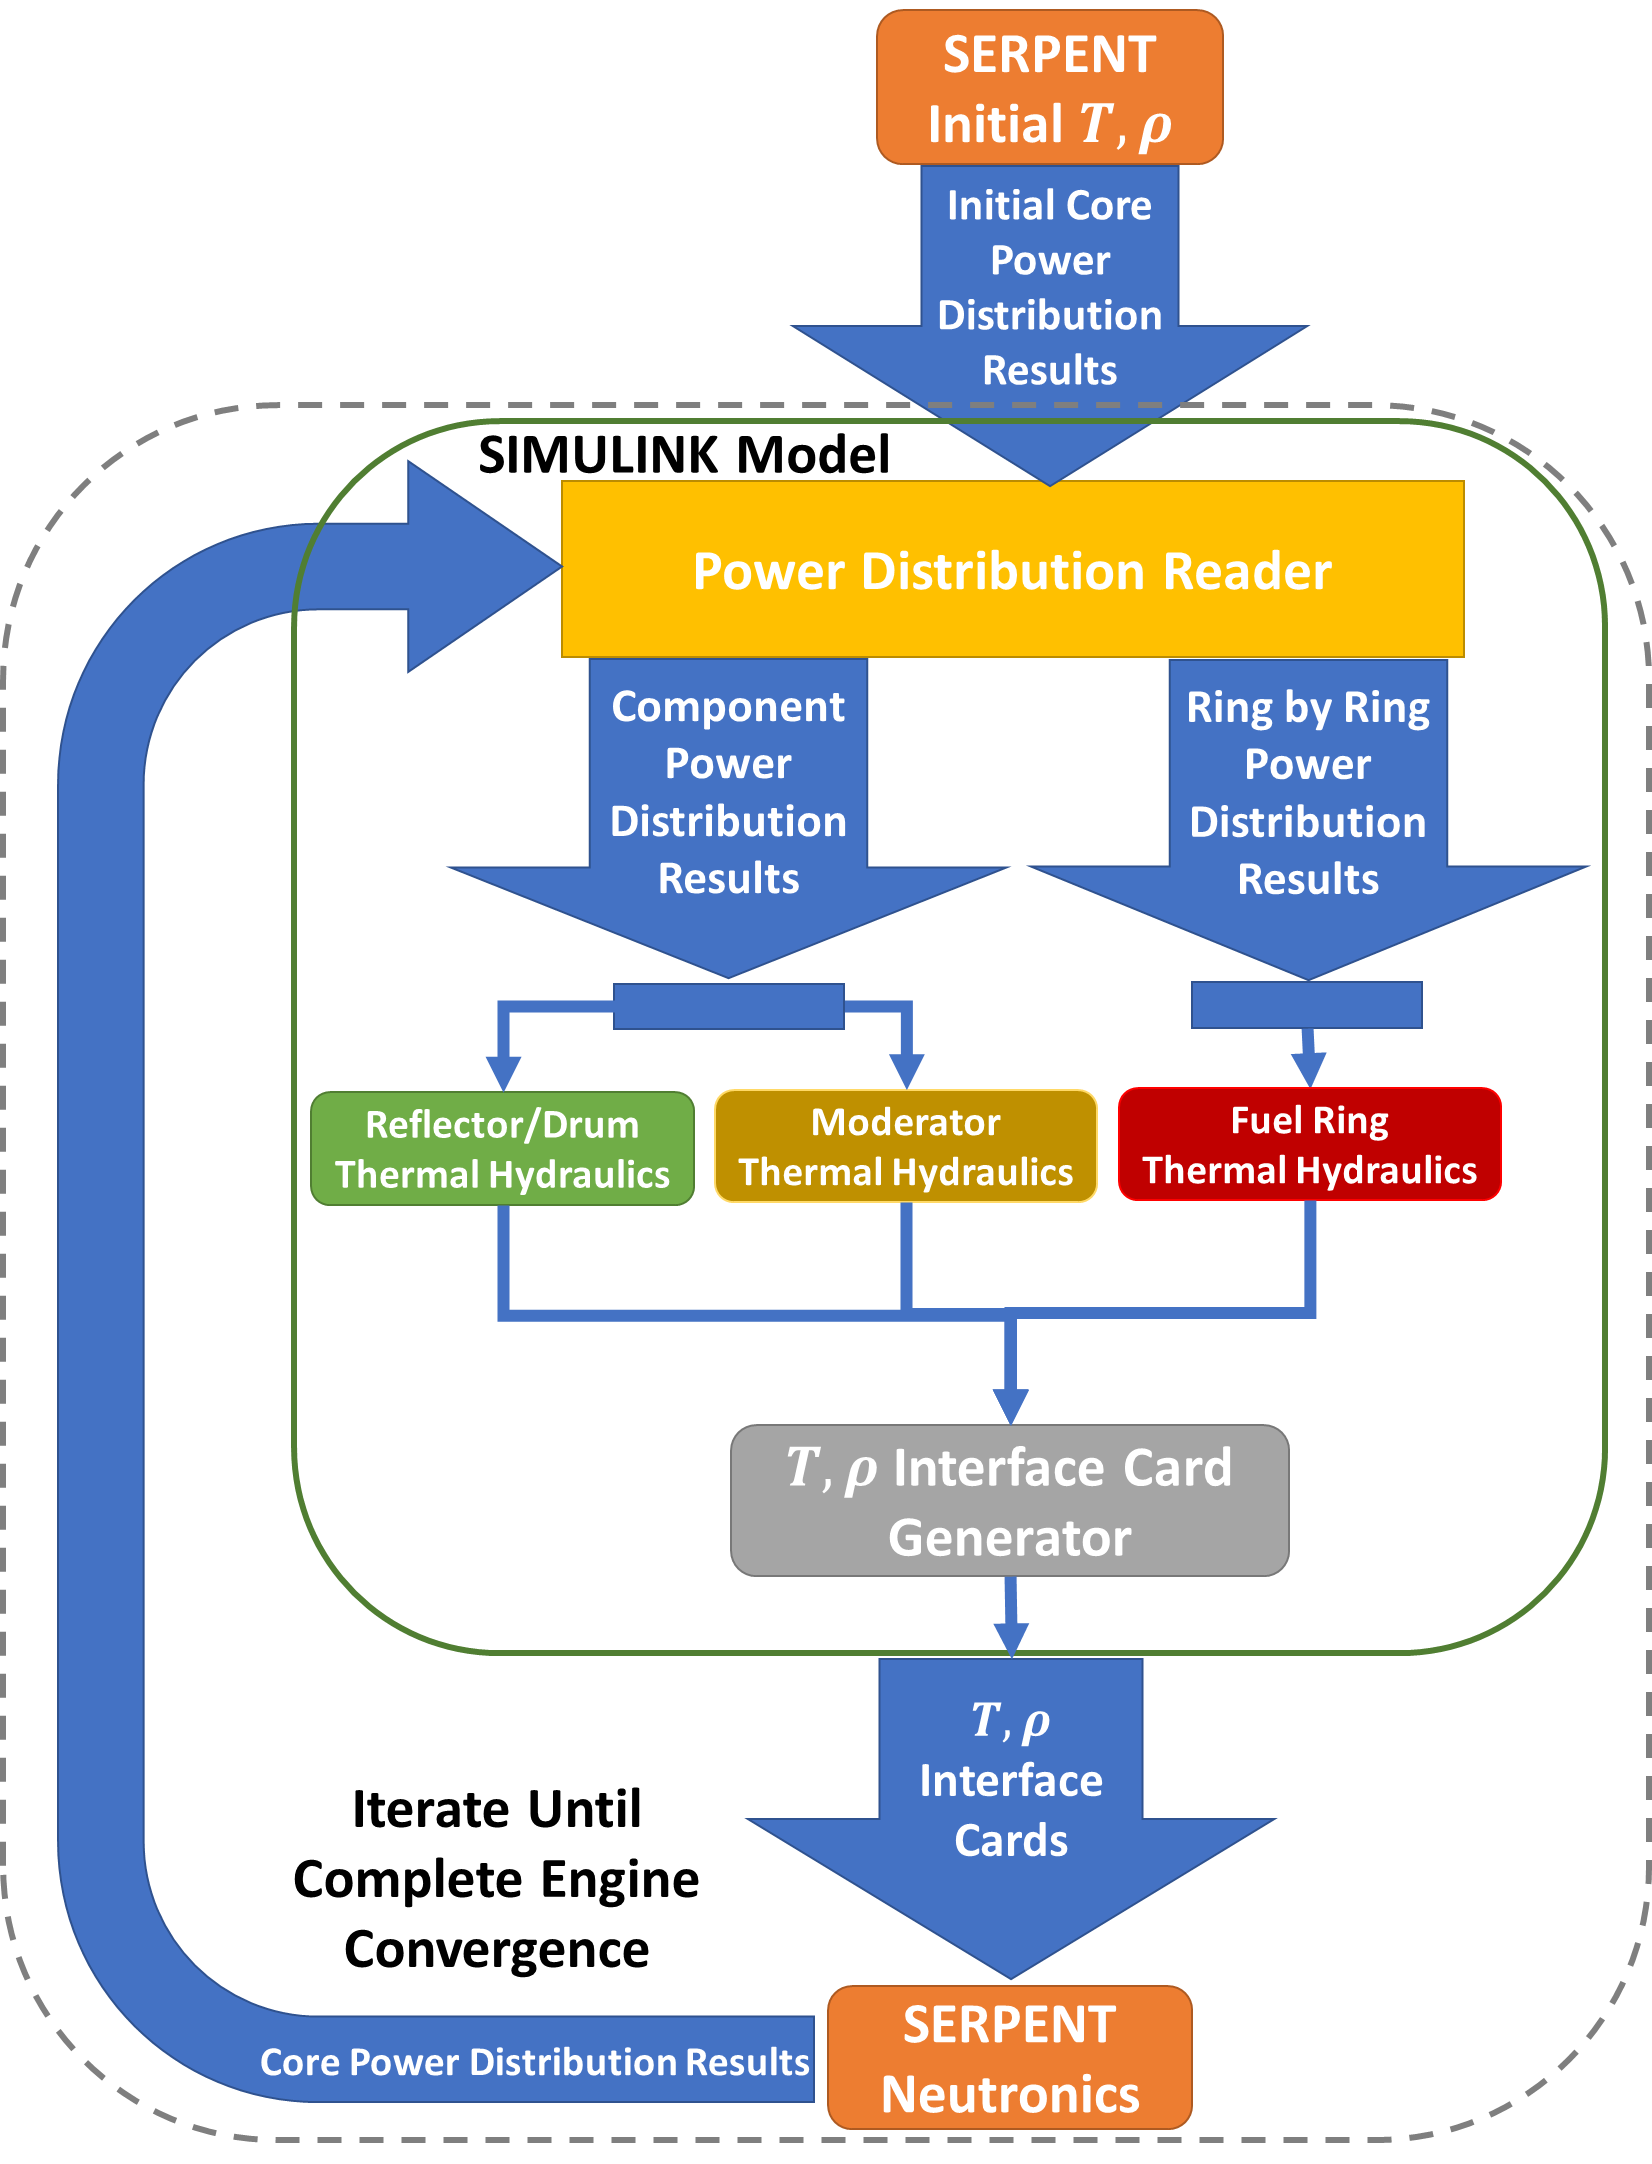 SERPENT
Initial T, ρ
Initial Core
Power
Distribution
Results
SIMULINK Model
Power Distribution Reader
Component
Power
Distribution
Results
Ring by Ring
Power
Distribution
Results
Reflector/Drum
Thermal Hydraulics
Moderator
Thermal Hydraulics
Fuel Ring
Thermal Hydraulics
T, ρ Interface Card
Generator
T, ρ
Interface
Cards
Iterate Until
Complete Engine
Convergence
Core Power Distribution Results
SERPENT
Neutronics